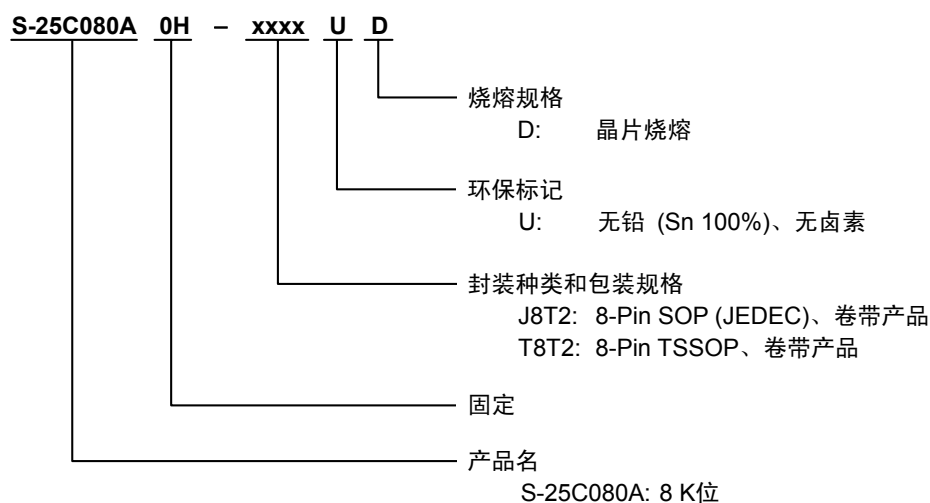 S-25C080A 0H – xxxx U D
烧熔规格
D: 晶片烧熔
环保标记
U: 无铅 (Sn 100%)、无卤素
封装种类和包装规格
J8T2: 8-Pin SOP (JEDEC)、卷带产品
T8T2: 8-Pin TSSOP、卷带产品
固定
产品名
S-25C080A: 8 K位